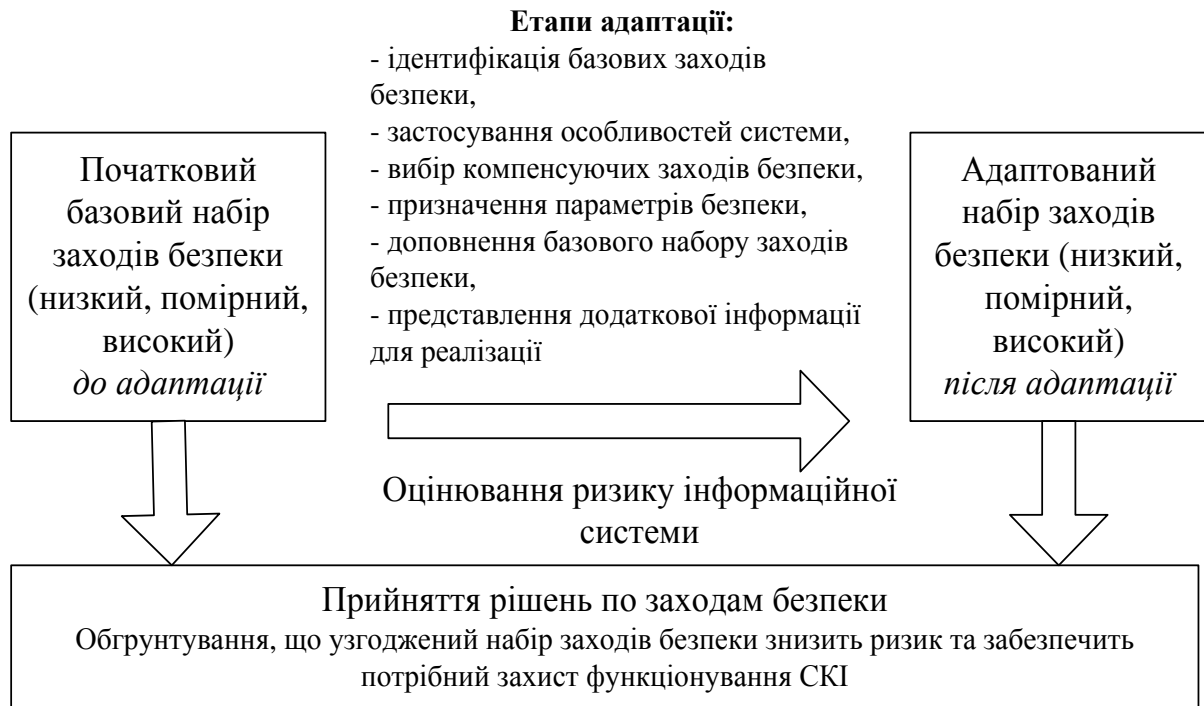 Етапи адаптації:
- ідентифікація базових заходів
безпеки,
- застосування особливостей системи,
- вибір компенсуючих заходів безпеки,
- призначення параметрів безпеки,
- доповнення базового набору заходів
безпеки,
- представлення додаткової інформації
для реалізації
Початковий
базовий набір
заходів безпеки
(низкий, помірний,
високий)
до адаптації
Адаптований
набір заходів
безпеки (низкий,
помірний,
високий)
після адаптації
Оцінювання ризику інформаційної
системи
Прийняття рішень по заходам безпеки
Обгрунтування, що узгоджений набір заходів безпеки знизить ризик та забезпечить
потрібний захист функціонування СКІ